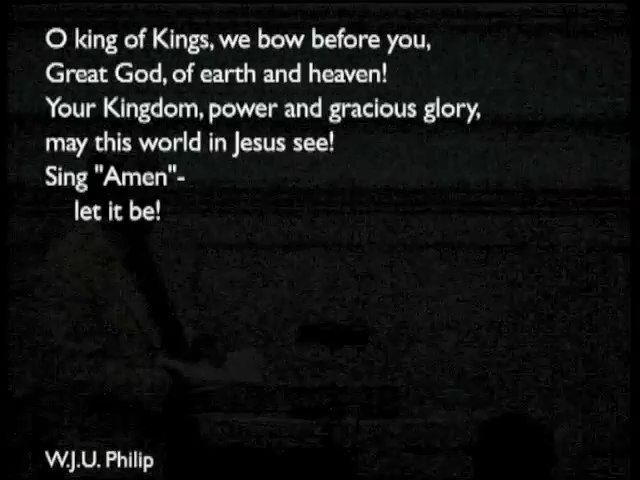 O king of Kings, we bow before you,
Great God, of earth and heaven!
Your Kingdom, power and gracious glory,
may this world in Jesus see!
Sing "Amen"-
let it be!
W.J.U. Philip